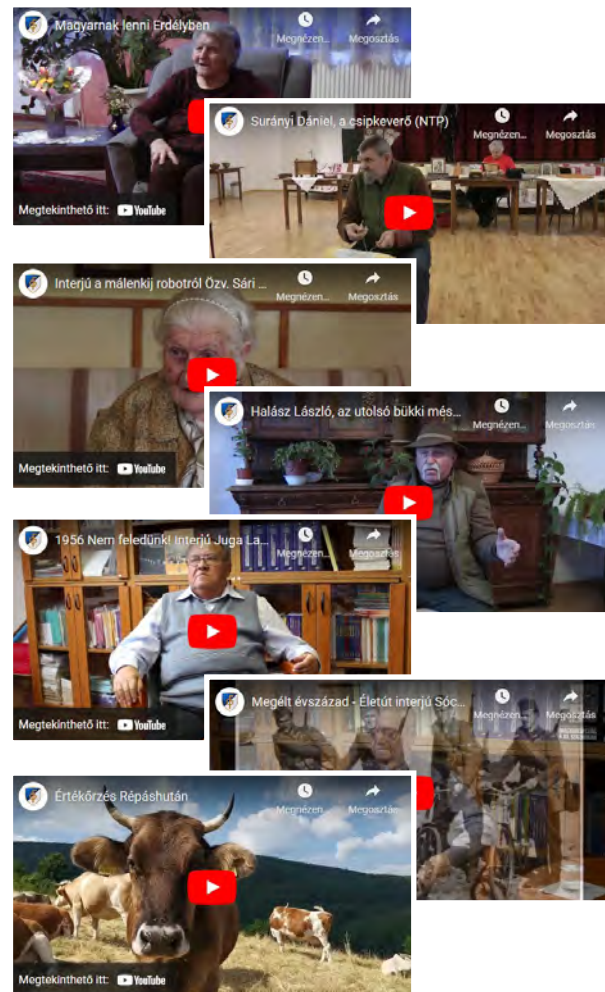 Magyarnak lenni Erdélyben
Megnézen... Megosztás
Megtekinthető itt: YouTube
Surányi Dániel, a csipkeverő (NTP)
Megnézen... Megosztás
Interjú a málenkij robotról Özv. Sári ...
Megnézen... Megosztás
Megtekinthető itt: YouTube
Halász László, az utolsó bükki més...
Megnézen... Megosztás
1956 Nem feledünk! Interjú Juga La...
Megnézen... Megosztás
Megtekinthető itt: YouTube
Megélt évszázad - Életút interjú Sóc...
Megnézen... Megosztás
Értékőrzés Répáshután
Megnézen... Megosztás
Megtekinthető itt: YouTube